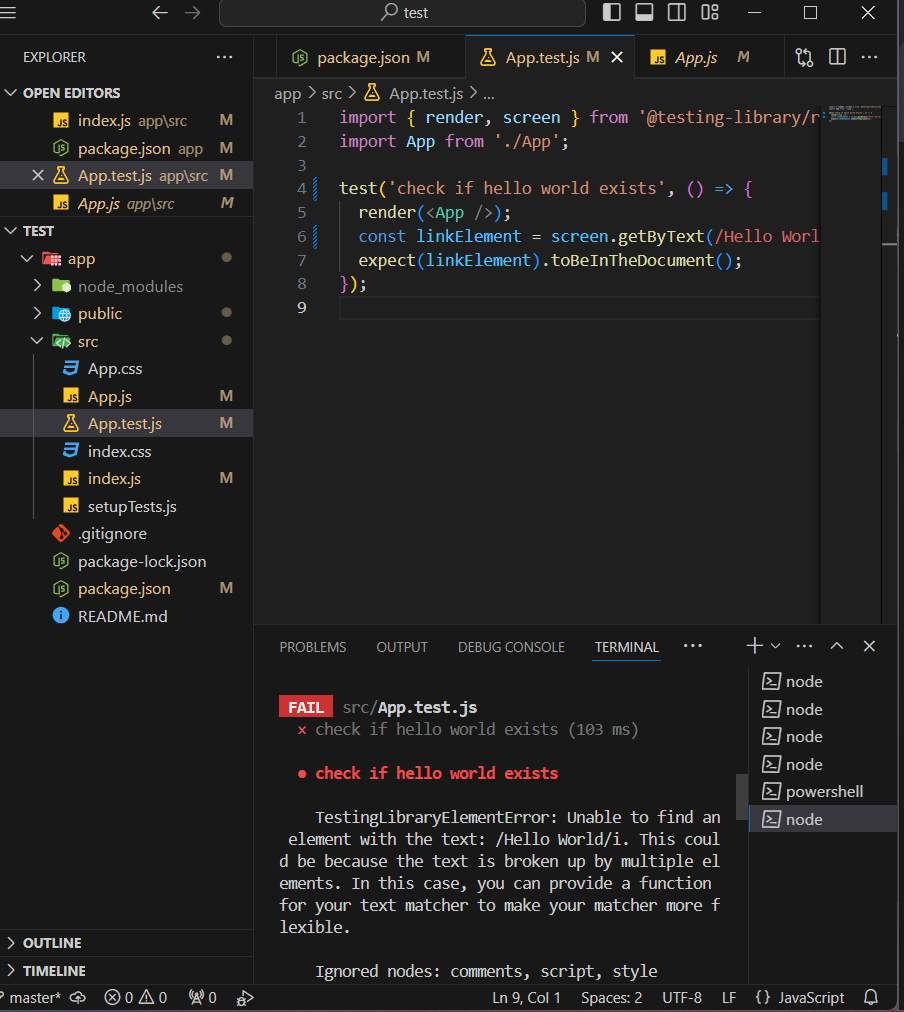 test
EXPLORER
package.json M
App.test.js M
JS App.js M
OPEN EDITORS
JS index.js app\src M
JS package.json app M
App.test.js app\src M
JS App.js app\src M
TEST
app
node_modules
public
src
App.css
JS App.js M
App.test.js M
index.css
JS index.js M
JS setupTests.js
.gitignore
package-lock.json
package.json M
README.md
OUTLINE
TIMELINE
app > src > App.test.js > ...
1 import { render, screen } from '@testing-library/r
2 import App from './App';
3
4 test('check if hello world exists', () => {
5 render(<App />);
6 const linkElement = screen.getByText(/Hello Worl
7 expect(linkElement).toBeInTheDocument();
8 });
9
PROBLEMS OUTPUT DEBUG CONSOLE TERMINAL
FAIL src/App.test.js
× check if hello world exists (103 ms)
● check if hello world exists
TestingLibraryElementError: Unable to find an
element with the text: /Hello World/i. This coul
d be because the text is broken up by multiple el
ements. In this case, you can provide a function
for your text matcher to make your matcher more f
lexible.
Ignored nodes: comments, script, style
node
node
node
node
powershell
node
master* 0 0 0 Ln 9, Col 1 Spaces: 2 UTF-8 LF {} JavaScript